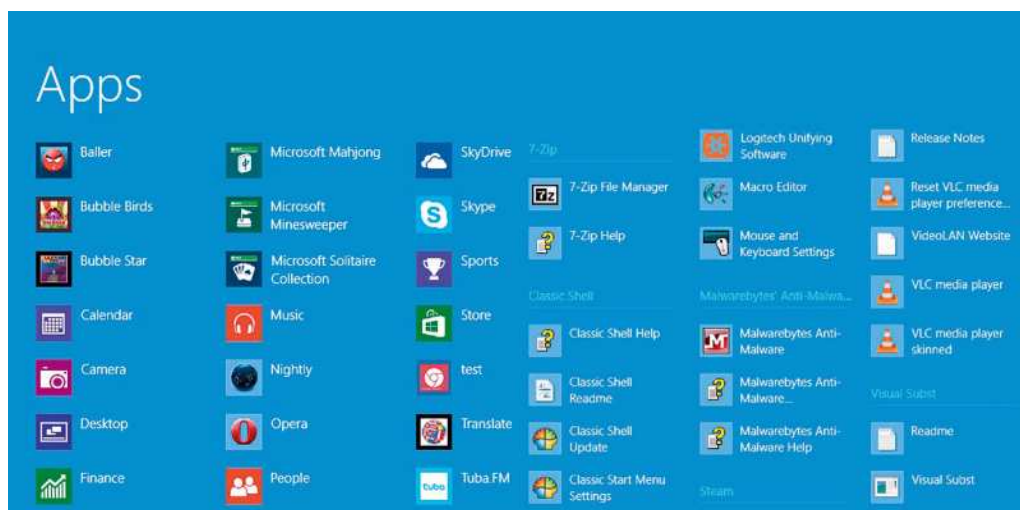 Apps
Baller
Bubble Birds
Bubble Star
Calendar
Camera
Desktop
Finance
Microsoft Mahjong
Microsoft
Minesweeper
Microsoft Solitaire
Collection
Music
Nightly
Opera
People
SkyDrive
Skype
Sports
Store
test
Translate
tuba
Tuba.FM
7-Zip
7z
7-Zip File Manager
7-Zip Help
Classic Shell
Classic Shell Help
Classic Shell
Readme
Classic Shell
Update
Classic Start Menu
Settings
Logitech Unifying
Software
Macro Editor
Mouse and
Keyboard Settings
Malwarebytes' Anti-Malwa...
Malwarebytes Anti-
Malware
Malwarebytes Anti-
Malware...
Malwarebytes Anti-
Malware Help
Steam
Release Notes
Reset VLC media
player preference...
VideoLAN Website
VLC media player
VLC media player
skinned
Visual Subst
Readme
Visual Subst